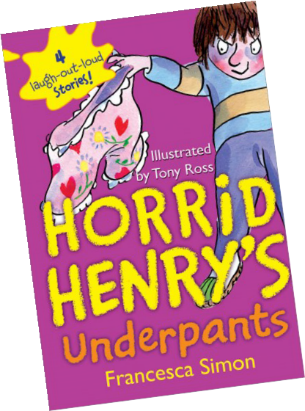 4
laugh-out-loud
Stories!
Illustrated
by Tony Ross
HORRiD
HENRY'S
Underpants
Francesca Simon